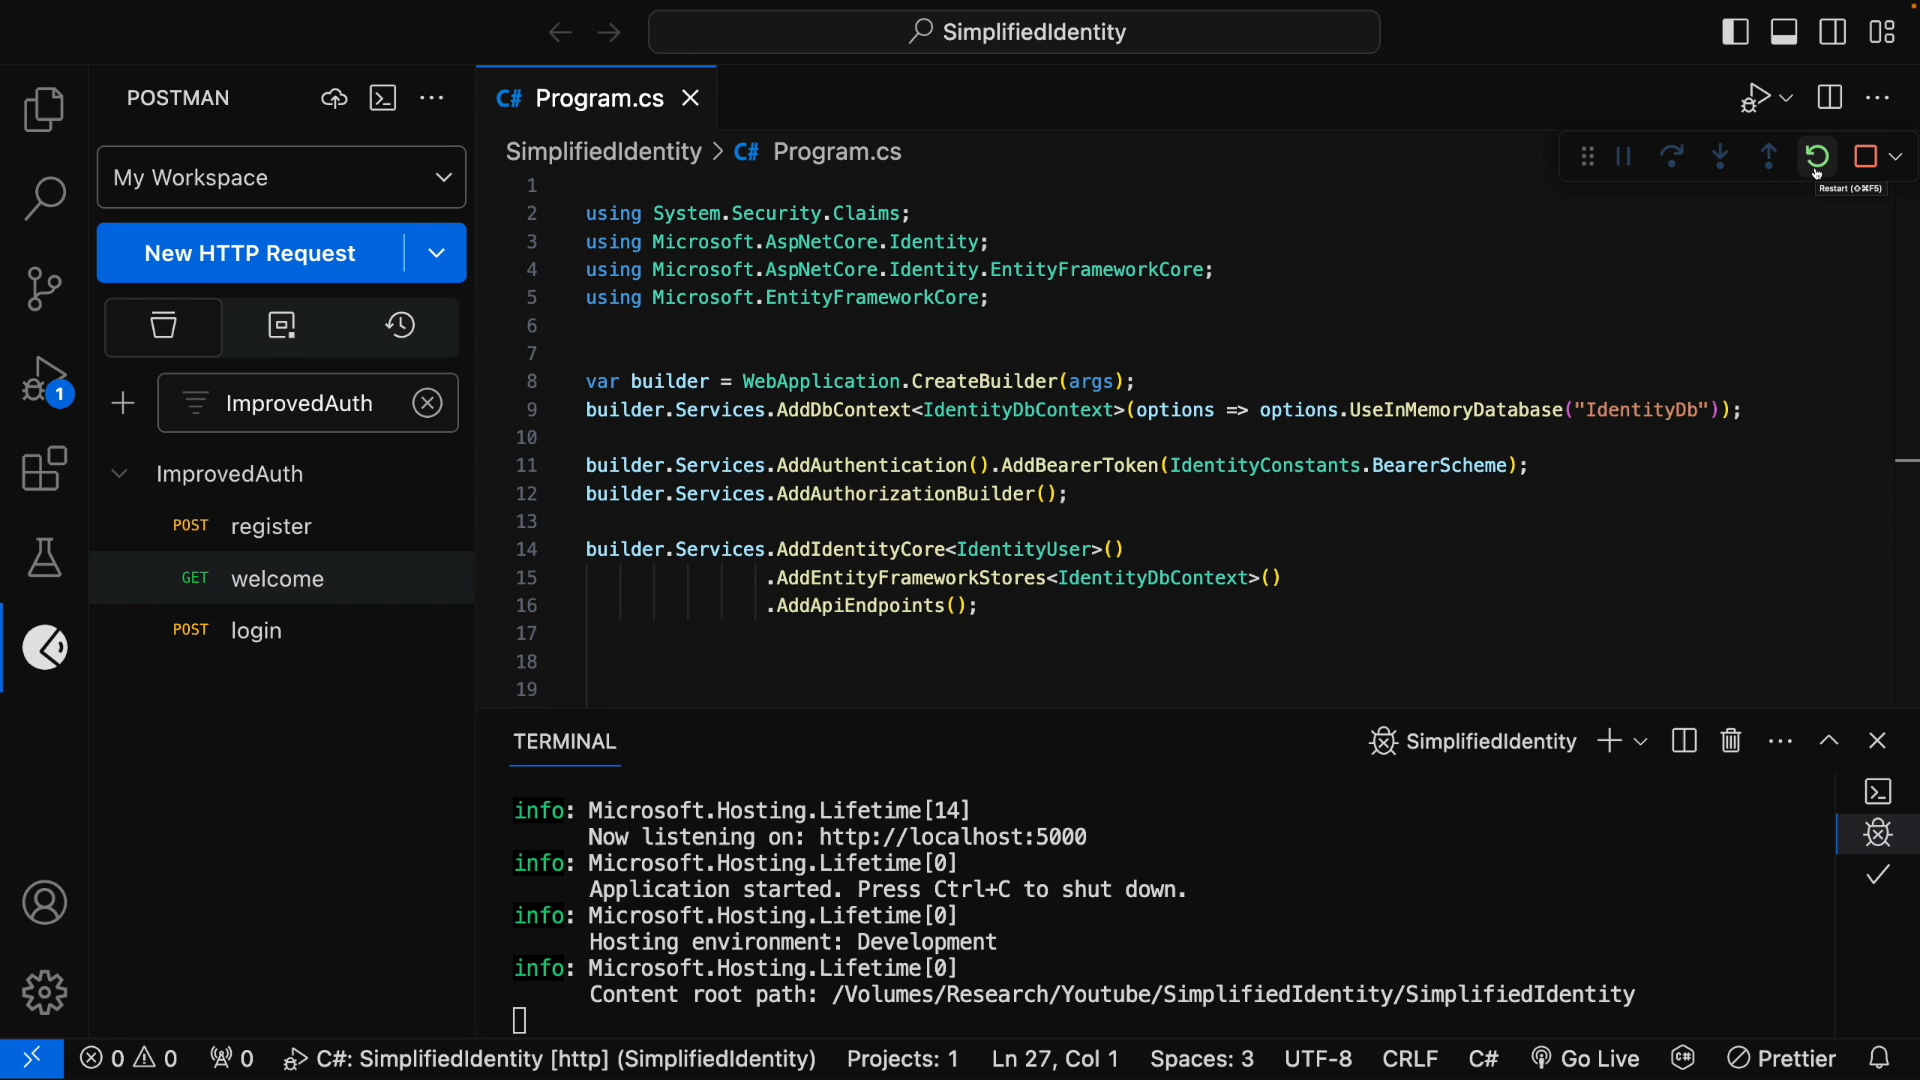 SimplifiedIdentity
POSTMAN
My Workspace
New HTTP Request
ImprovedAuth
ImprovedAuth
POST register
GET welcome
POST login
1
C# Program.cs
SimplifiedIdentity > C# Program.cs
Restart (⇧⌘F5)
1
2 using System.Security.Claims;
3 using Microsoft.AspNetCore.Identity;
4 using Microsoft.AspNetCore.Identity.EntityFrameworkCore;
5 using Microsoft.EntityFrameworkCore;
6
7
8 var builder = WebApplication.CreateBuilder(args);
9 builder.Services.AddDbContext<IdentityDbContext>(options => options.UseInMemoryDatabase("IdentityDb"));
10
11 builder.Services.AddAuthentication().AddBearerToken(IdentityConstants.BearerScheme);
12 builder.Services.AddAuthorizationBuilder();
13
14 builder.Services.AddIdentityCore<IdentityUser>()
15 .AddEntityFrameworkStores<IdentityDbContext>()
16 .AddApiEndpoints();
17
18
19
TERMINAL
SimplifiedIdentity
info: Microsoft.Hosting.Lifetime[14]
Now listening on: http://localhost:5000
info: Microsoft.Hosting.Lifetime[0]
Application started. Press Ctrl+C to shut down.
info: Microsoft.Hosting.Lifetime[0]
Hosting environment: Development
info: Microsoft.Hosting.Lifetime[0]
Content root path: /Volumes/Research/Youtube/SimplifiedIdentity/SimplifiedIdentity
0 0 0 C#: SimplifiedIdentity [http] (SimplifiedIdentity) Projects: 1 Ln 27, Col 1 Spaces: 3 UTF-8 CRLF C# Go Live Prettier